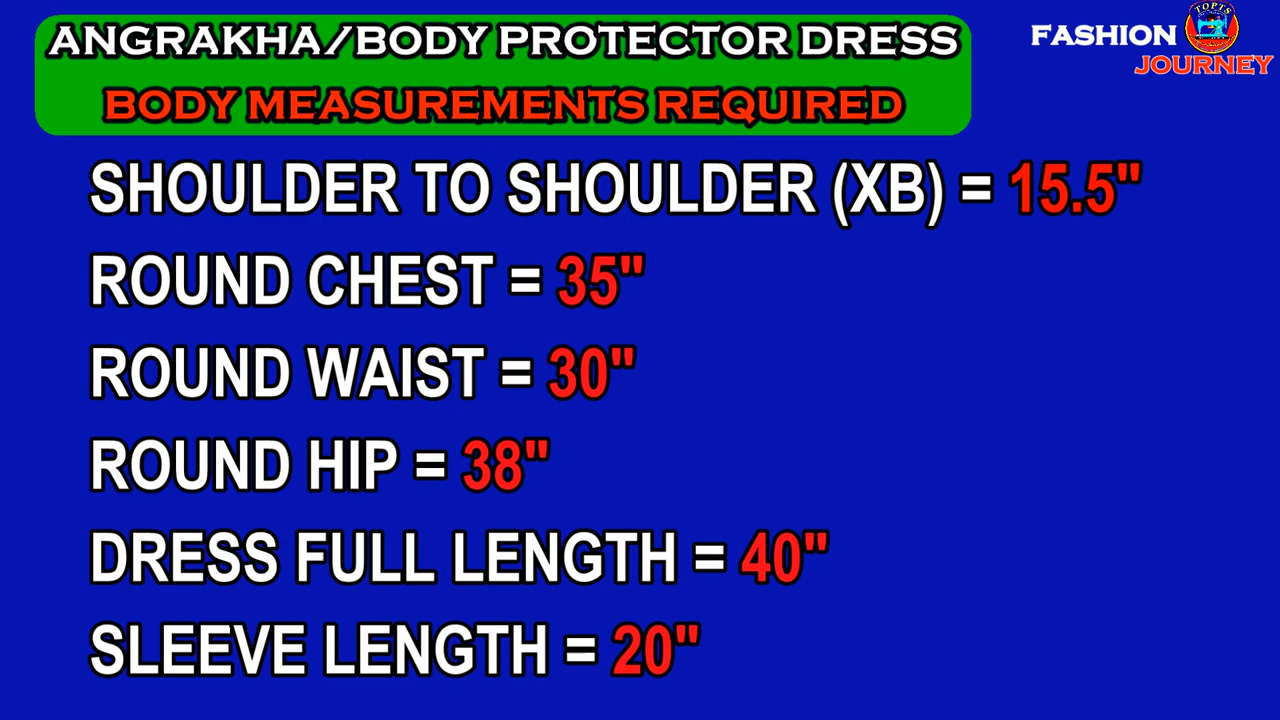 ANGRAKHA/BODY PROTECTOR DRESS
BODY MEASUREMENTS REQUIRED
TOPTS
FASHION
JOURNEY
SHOULDER TO SHOULDER (XB) = 15.5"
ROUND CHEST = 35"
ROUND WAIST = 30"
ROUND HIP = 38"
DRESS FULL LENGTH = 40"
SLEEVE LENGTH = 20"